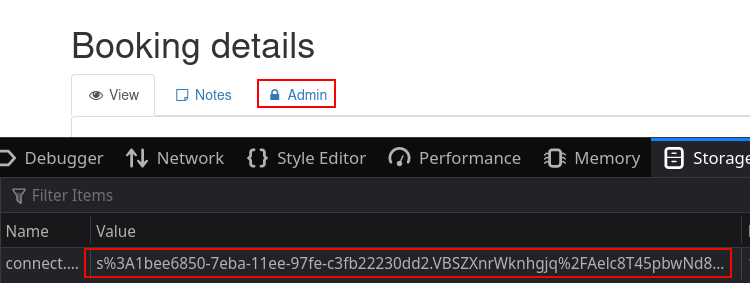 Booking details
View Notes Admin
Debugger Network Style Editor Performance Memory Storage
Filter Items
Name Value
connect.... s%3A1bee6850-7eba-11ee-97fe-c3fb22230dd2.VBSZXnrWknhgjq%2FAelc8T45pbwNd8...